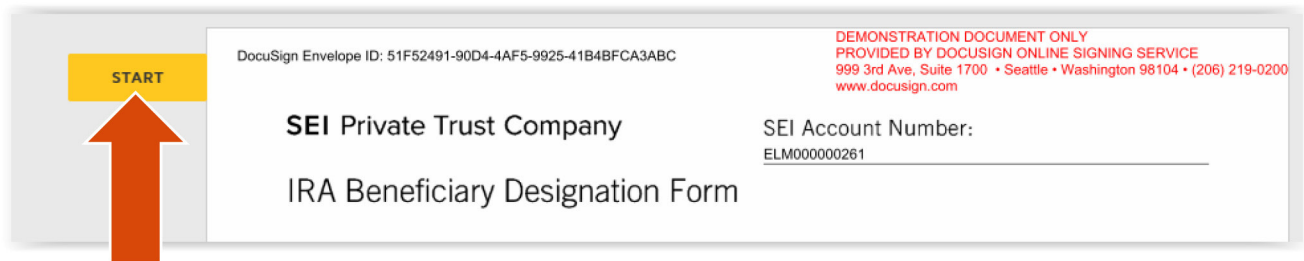 START
DocuSign Envelope ID: 51F52491-90D4-4AF5-9925-41B4BFCA3ABC
DEMONSTRATION DOCUMENT ONLY
PROVIDED BY DOCUSIGN ONLINE SIGNING SERVICE
999 3rd Ave, Suite 1700 • Seattle • Washington 98104 • (206) 219-0200
www.docusign.com
SEI Private Trust Company
SEI Account Number:
ELM000000261
IRA Beneficiary Designation Form